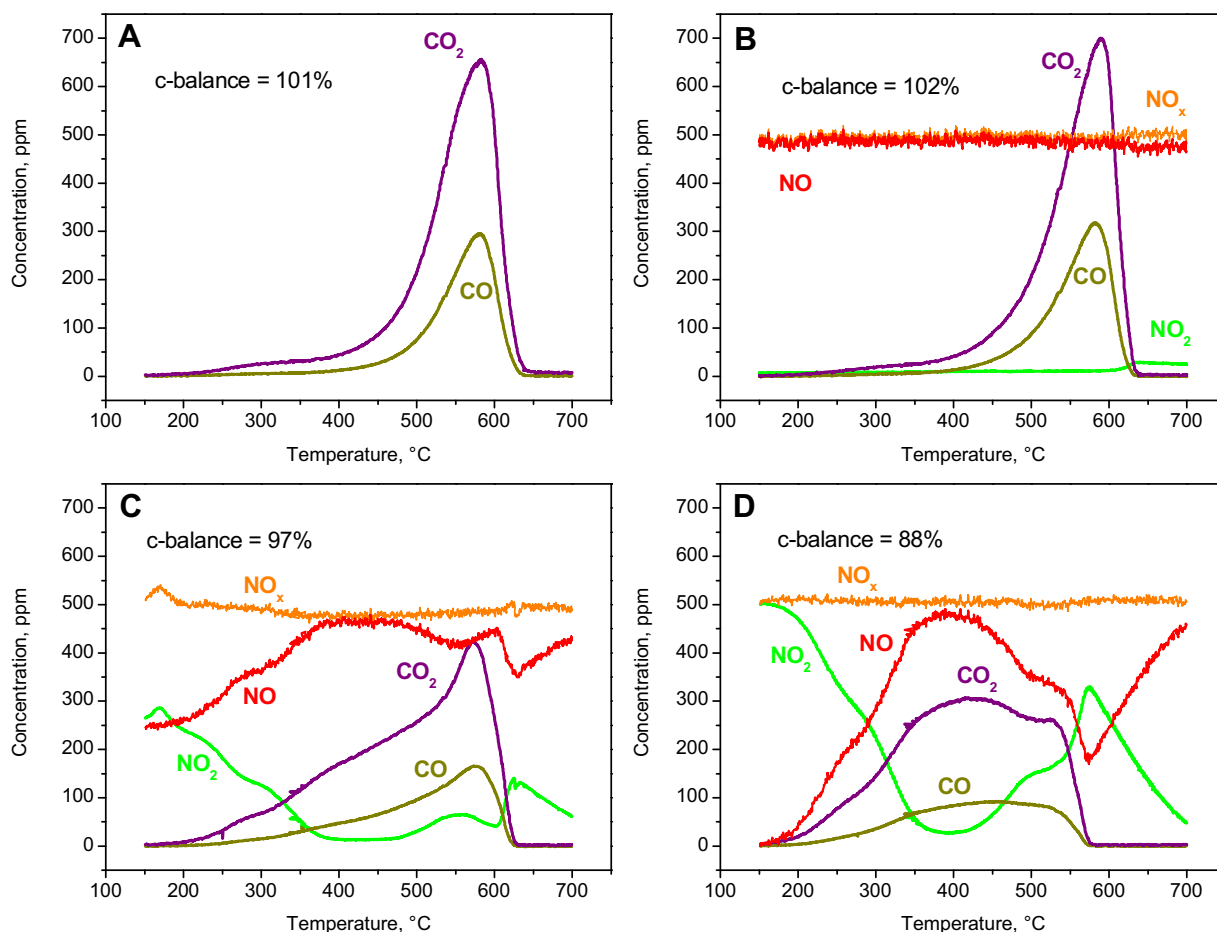 A
CO₂
c-balance = 101%
CO
Concentration, ppm
700
600
500
400
300
200
100
0
100 200 300 400 500 600 700
Temperature, °C
B
CO₂
c-balance = 102%
NOₓ
NO
CO
NO₂
Concentration, ppm
700
600
500
400
300
200
100
0
100 200 300 400 500 600 700
Temperature, °C
C
c-balance = 97%
NOₓ
NO
CO₂
NO₂
CO
Concentration, ppm
700
600
500
400
300
200
100
0
100 200 300 400 500 600 700
Temperature, °C
D
c-balance = 88%
NOₓ
NO₂
NO
CO₂
CO
Concentration, ppm
700
600
500
400
300
200
100
0
100 200 300 400 500 600 700
Temperature, °C